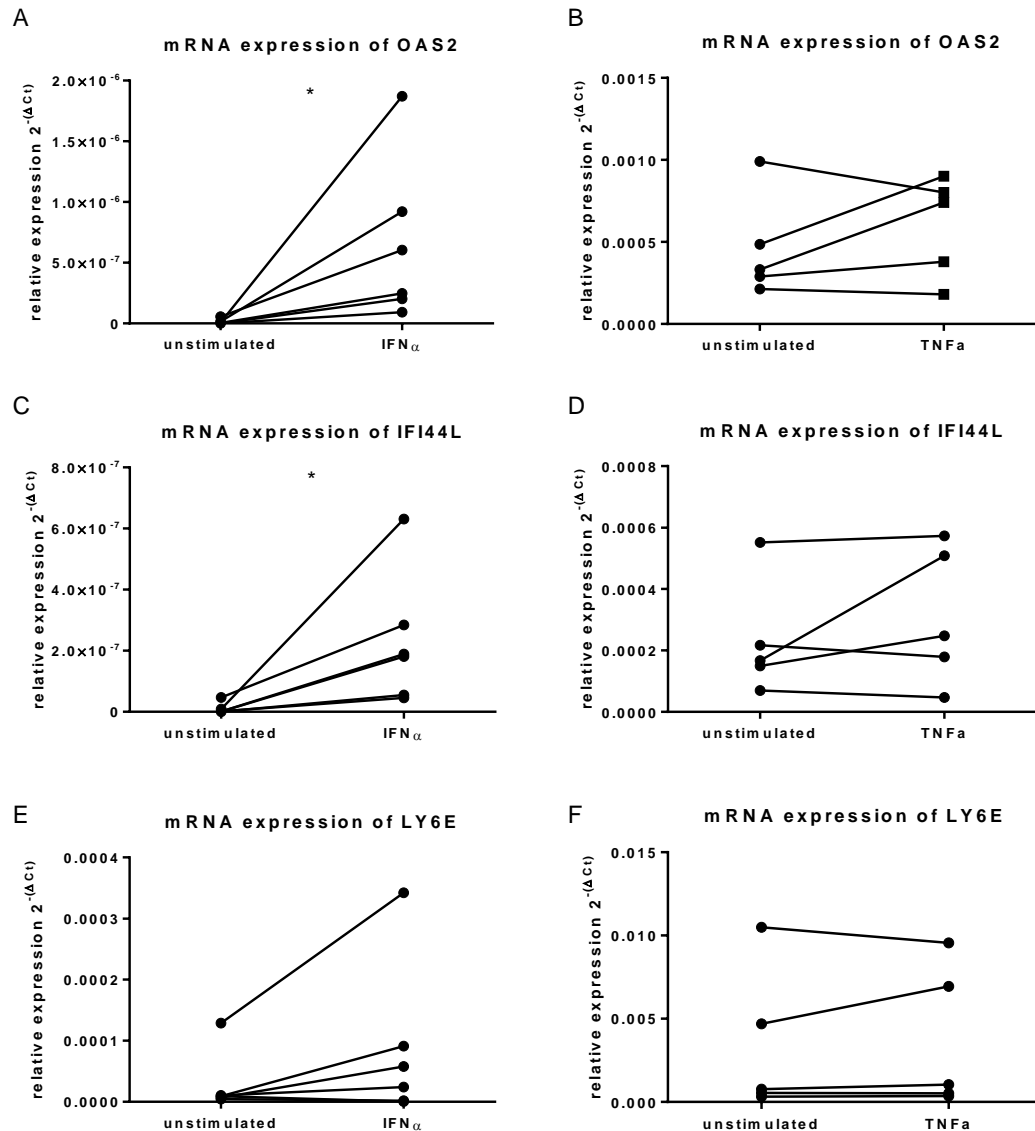 A
mRNA expression of OAS2
relative expression 2^-(ΔCt)
2.0×10^-6
1.5×10^-6
1.0×10^-6
5.0×10^-7
0
*
unstimulated
IFNα
B
mRNA expression of OAS2
relative expression 2^-(ΔCt)
0.0015
0.0010
0.0005
0.0000
unstimulated
TNFa
C
mRNA expression of IFI44L
relative expression 2^-(ΔCt)
8.0×10^-7
6.0×10^-7
4.0×10^-7
2.0×10^-7
0
*
unstimulated
IFNα
D
mRNA expression of IFI44L
relative expression 2^-(ΔCt)
0.0008
0.0006
0.0004
0.0002
0.0000
unstimulated
TNFa
E
mRNA expression of LY6E
relative expression 2^-(ΔCt)
0.0004
0.0003
0.0002
0.0001
0.0000
unstimulated
IFNα
F
mRNA expression of LY6E
relative expression 2^-(ΔCt)
0.015
0.010
0.005
0.000
unstimulated
TNFa